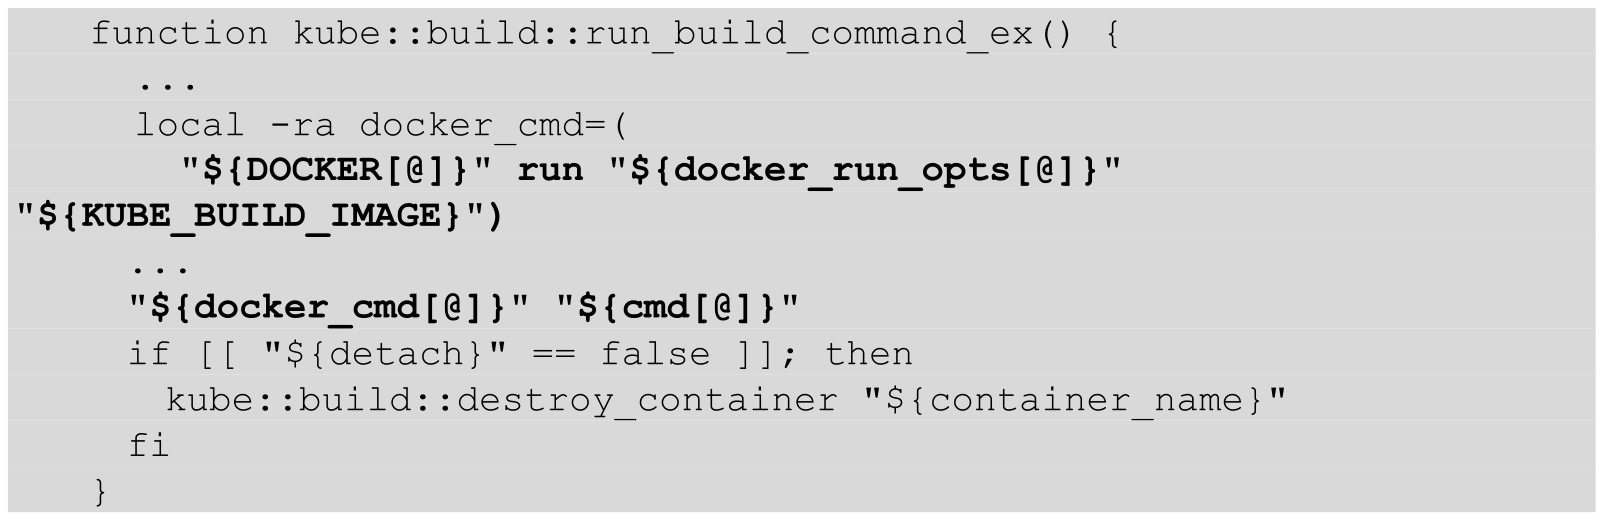 function kube::build::run_build_command_ex() {
...
local -ra docker_cmd=(
"${DOCKER[@]}" run "${docker_run_opts[@]}"
"${KUBE_BUILD_IMAGE}")
...
"${docker_cmd[@]}" "${cmd[@]}"
if [[ "${detach}" == false ]]; then
kube::build::destroy_container "${container_name}"
fi
}